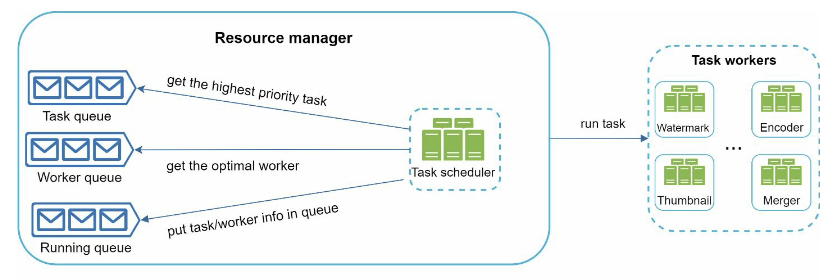 Resource manager
get the highest priority task
Task queue
get the optimal worker
Worker queue
Task scheduler
put task/worker info in queue
Running queue
run task
Task workers
Watermark
Encoder
...
Thumbnail
Merger